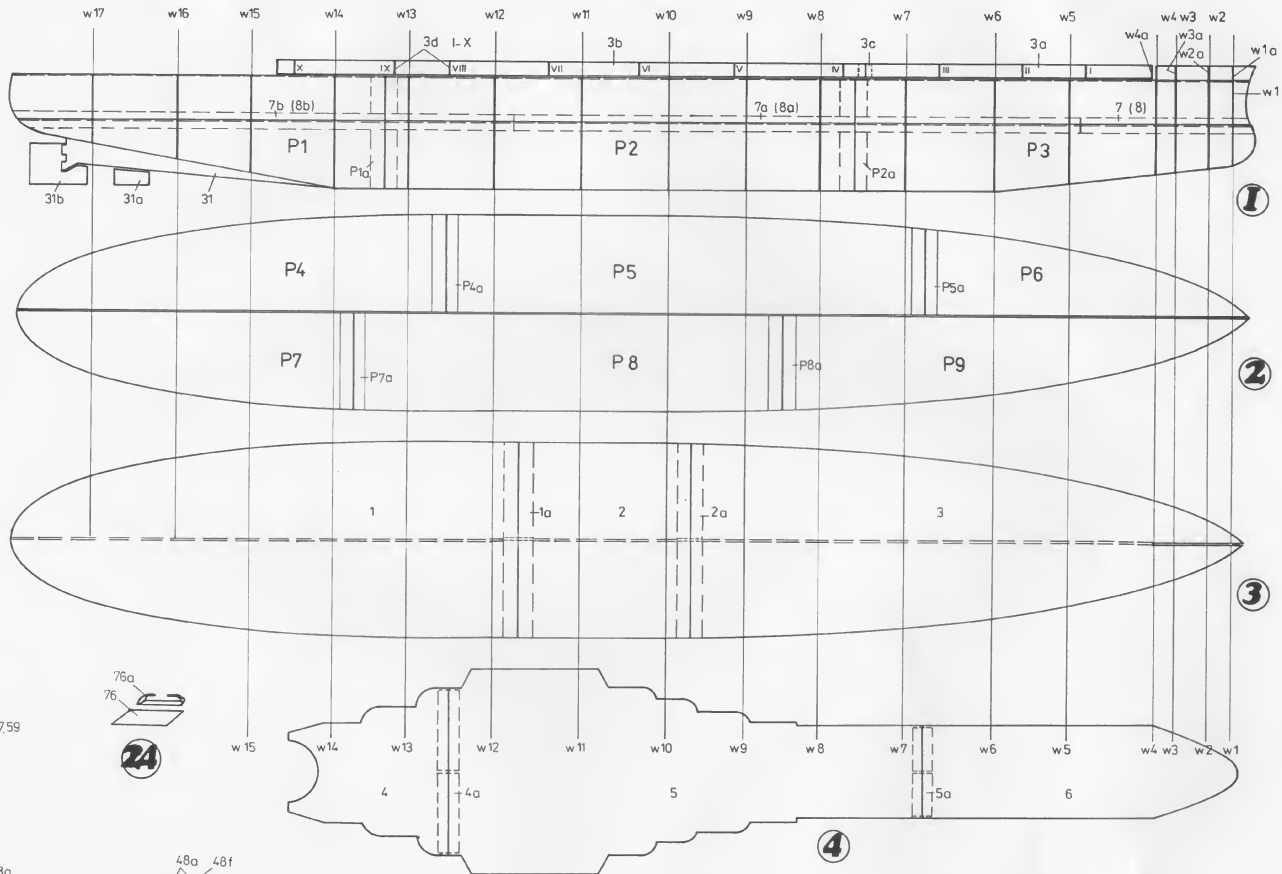 w17 w16 w15 w14 w13 w12 w11 w10 w9 w8 w7 w6 w5 w4 w3 w2
3d I-X 3b 3c 3a w4a w3a w2a w1a
X IX VIII VII VI V IV III II I
w1
7b (8b) 7a (8a) 7 (8)
P1 P2 P3
P1a P2a
31b 31a 31
1
P4 P5 P6
P4a P5a
P7 P8 P9
P7a P8a
2
1 1a 2 2a 3
3
76a
76
7,59
24
w15 w14 w13 w12 w11 w10 w9 w8 w7 w6 w5 w4 w3 w2 w1
4 4a 5 5a 6
4
48a 48f